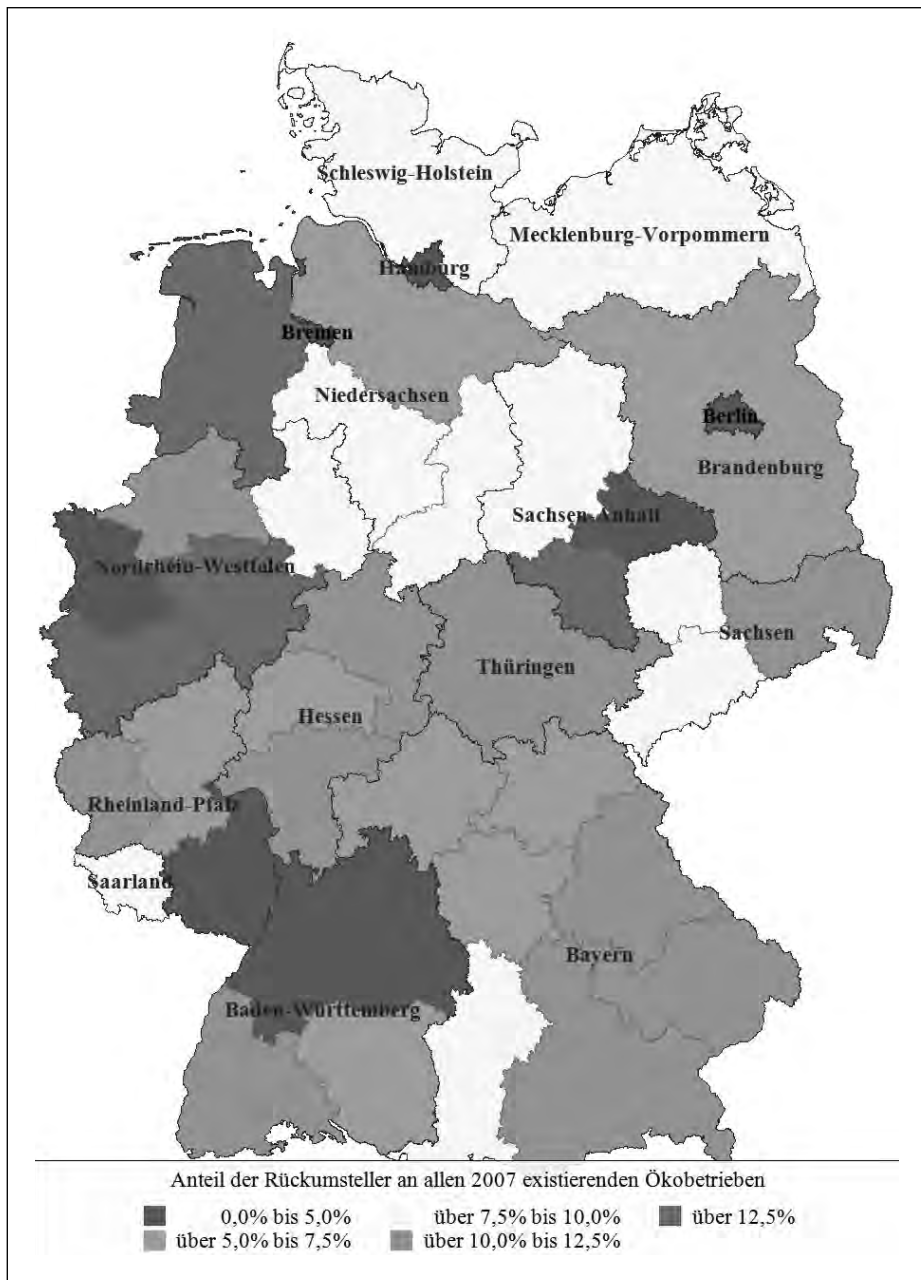 Schleswig-Holstein
Mecklenburg-Vorpommern
Hamburg
Bremen
Niedersachsen
Berlin
Brandenburg
Sachsen-Anhalt
Nordrhein-Westfalen
Sachsen
Thüringen
Hessen
Rheinland-Pfalz
Saarland
Bayern
Baden-Württemberg
Anteil der Rückumsteller an allen 2007 existierenden Ökobetrieben
0,0% bis 5,0% über 7,5% bis 10,0% über 12,5%
über 5,0% bis 7,5% über 10,0% bis 12,5%